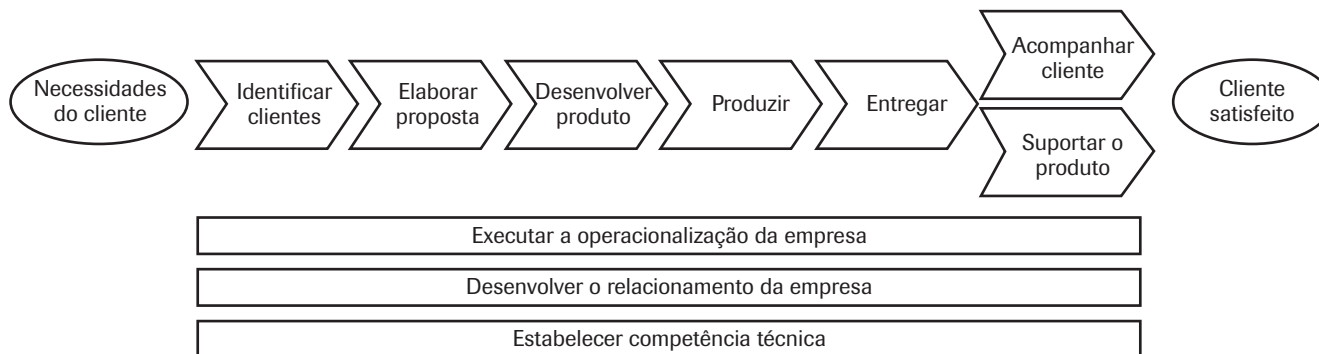 Necessidades
do cliente
Identificar
clientes
Elaborar
proposta
Desenvolver
produto
Produzir
Entregar
Acompanhar
cliente
Suportar o
produto
Cliente
satisfeito
Executar a operacionalização da empresa
Desenvolver o relacionamento da empresa
Estabelecer competência técnica